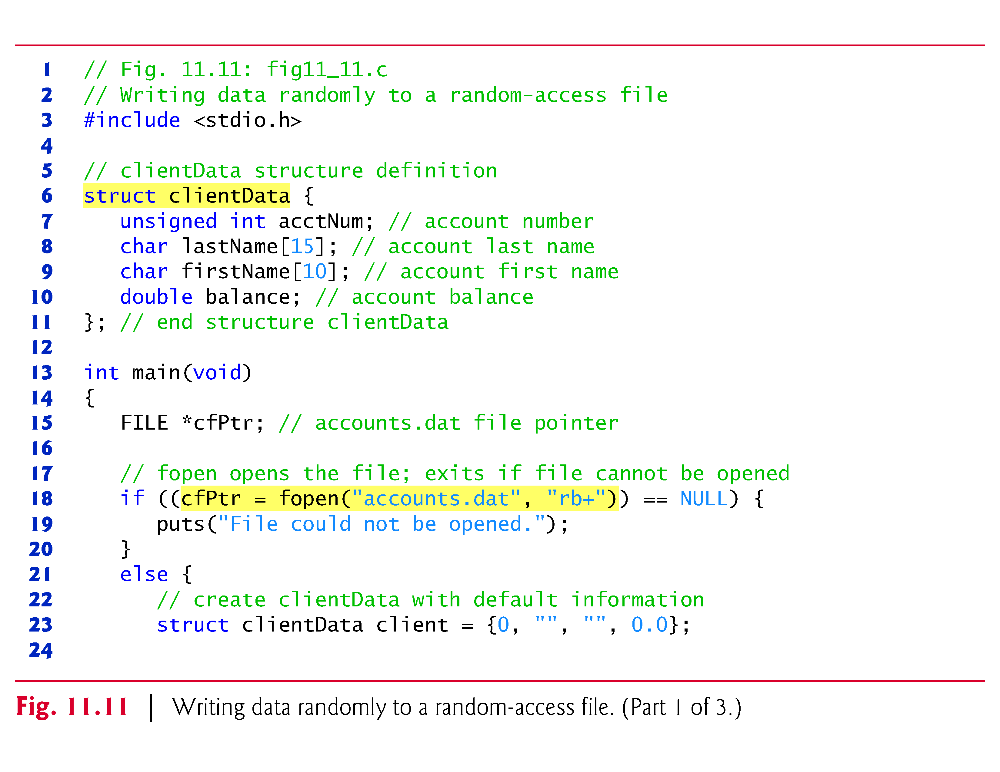 1 // Fig. 11.11: fig11_11.c
2 // Writing data randomly to a random-access file
3 #include <stdio.h>
4
5 // clientData structure definition
6 struct clientData {
7    unsigned int acctNum; // account number
8    char lastName[15]; // account last name
9    char firstName[10]; // account first name
10    double balance; // account balance
11 }; // end structure clientData
12
13 int main(void)
14 {
15    FILE *cfPtr; // accounts.dat file pointer
16
17    // fopen opens the file; exits if file cannot be opened
18    if ((cfPtr = fopen("accounts.dat", "rb+")) == NULL) {
19       puts("File could not be opened.");
20    }
21    else {
22       // create clientData with default information
23       struct clientData client = {0, "", "", 0.0};
24
Fig. 11.11 | Writing data randomly to a random-access file. (Part 1 of 3.)